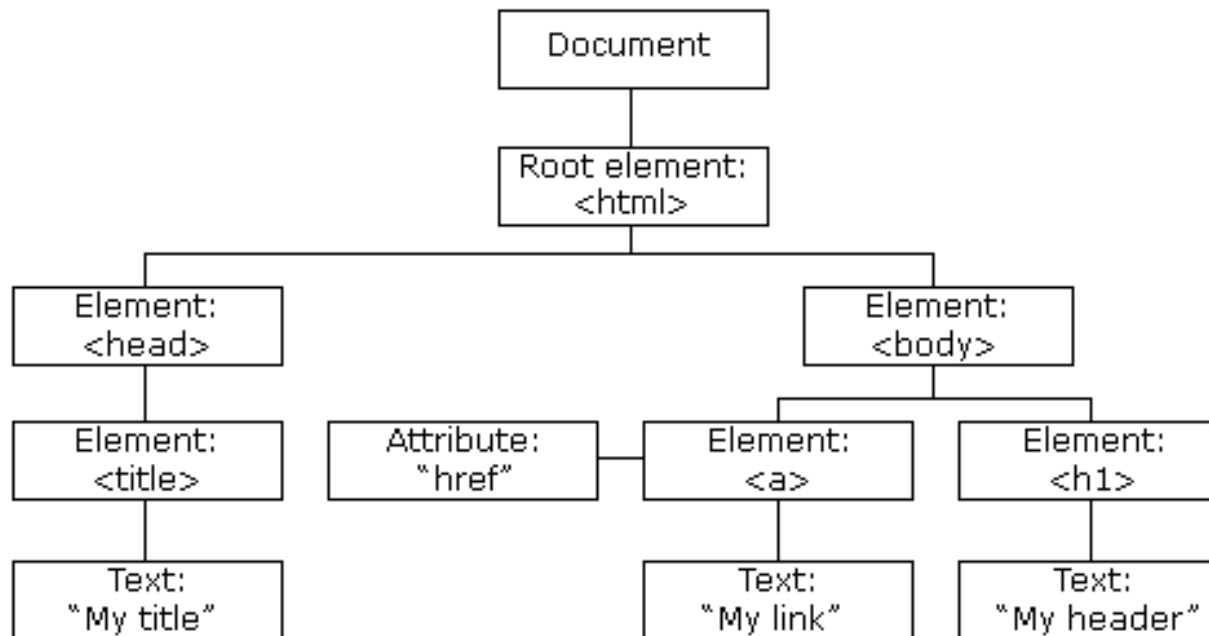 Document
Root element:
<html>
Element:
<head>
Element:
<body>
Element:
<title>
Attribute:
“href”
Element:
<a>
Element:
<h1>
Text:
“My title”
Text:
“My link”
Text:
“My header”